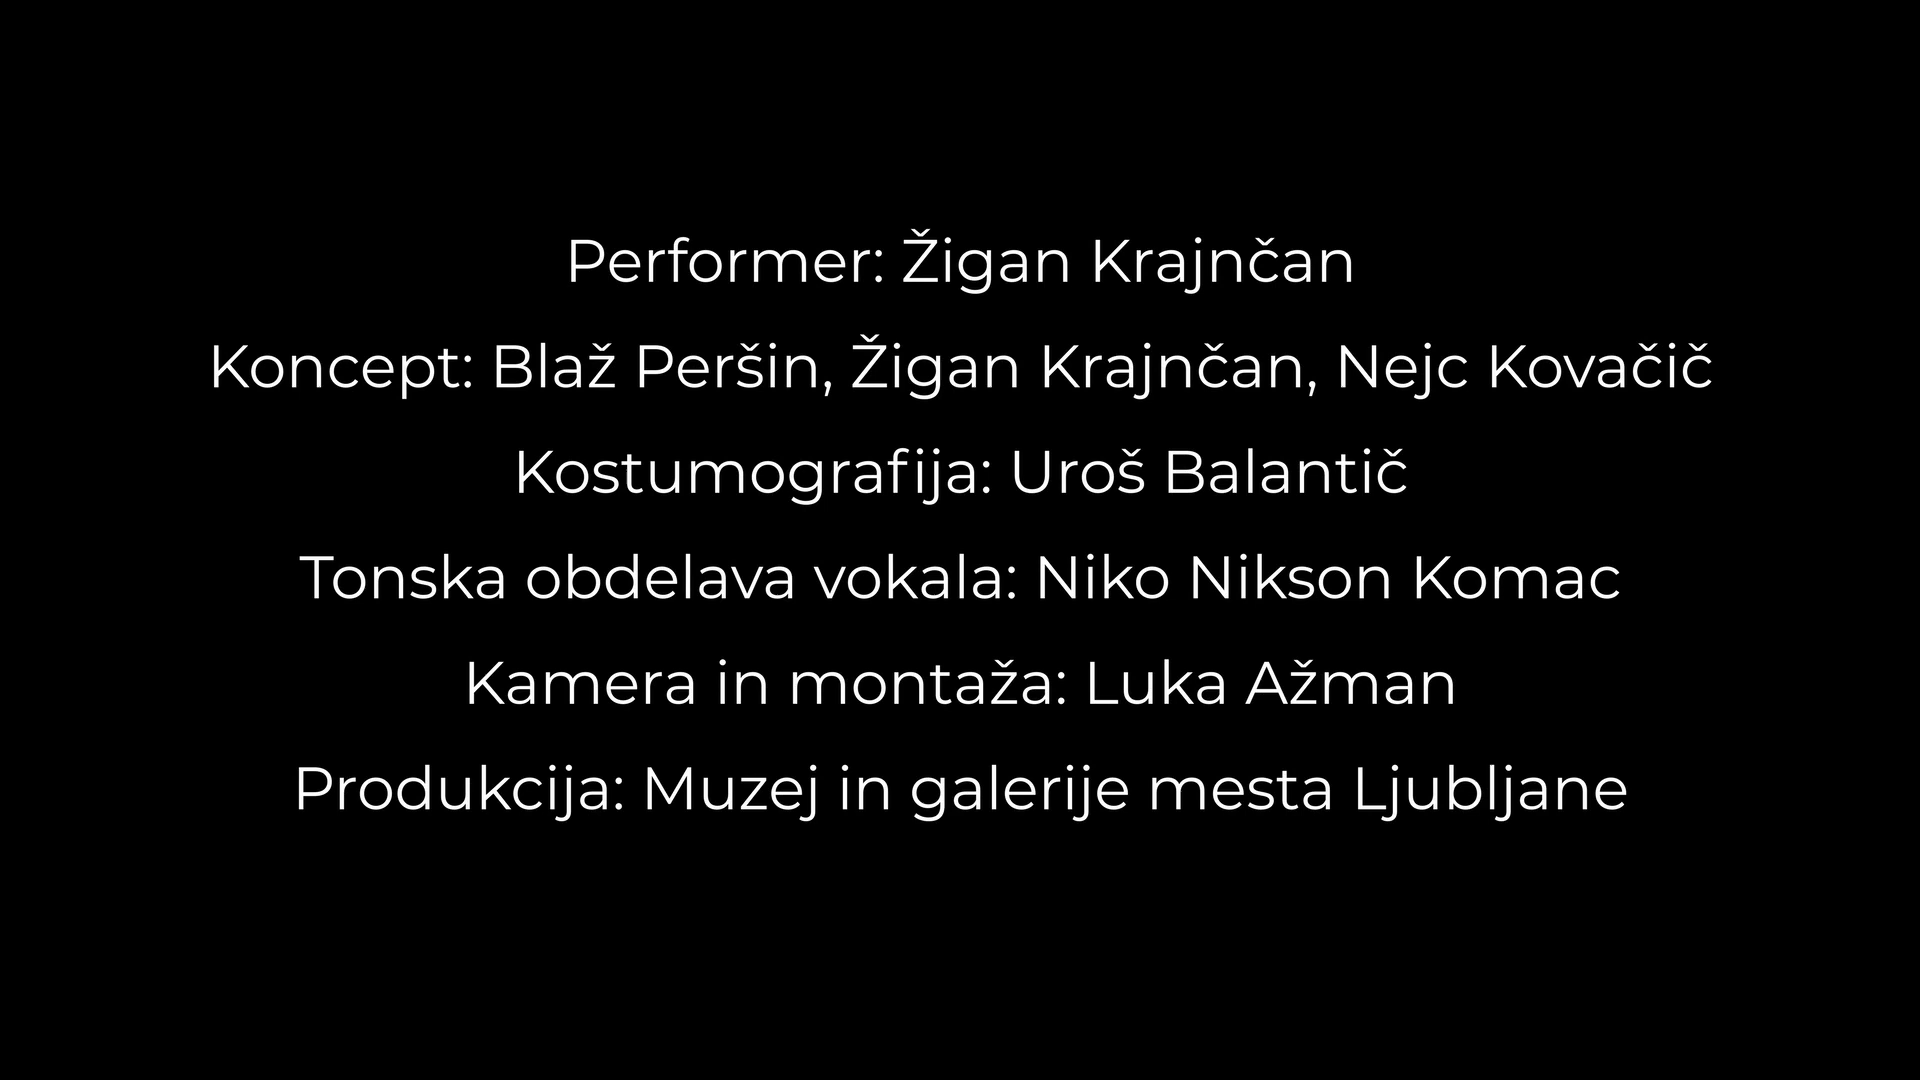 Performer: Žigan Krajnčan
Koncept: Blaž Peršin, Žigan Krajnčan, Nejc Kovačič
Kostumografija: Uroš Balantič
Tonska obdelava vokala: Niko Nikson Komac
Kamera in montaža: Luka Ažman
Produkcija: Muzej in galerije mesta Ljubljane